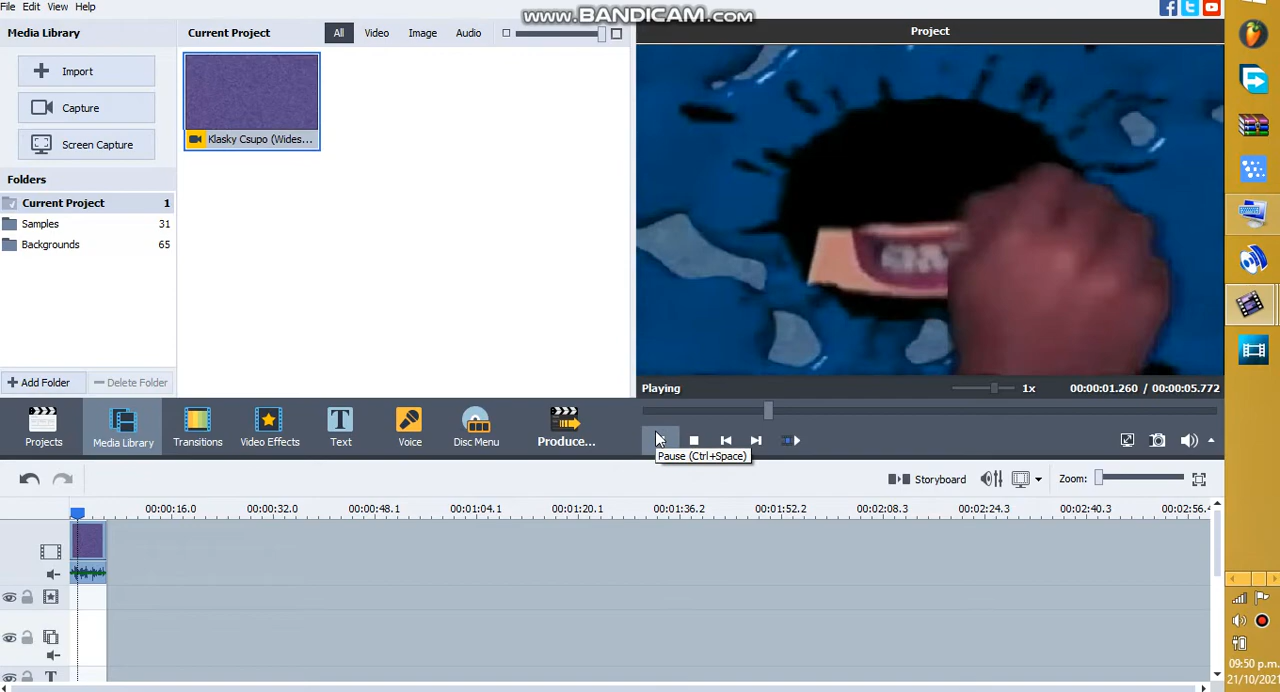 File Edit View Help
www.BANDICAM.com
Media Library
Current Project
All
Video
Image
Audio
Project
Import
Capture
Screen Capture
Klasky Csupo (Wides...
Folders
Current Project 1
Samples 31
Backgrounds 65
Add Folder
Delete Folder
Playing
1x
00:00:01.260 / 00:00:05.772
Projects
Media Library
Transitions
Video Effects
Text
Voice
Disc Menu
Produce...
Pause (Ctrl+Space)
Storyboard
Zoom:
00:00:16.0
00:00:32.0
00:00:48.1
00:01:04.1
00:01:20.1
00:01:36.2
00:01:52.2
00:02:08.3
00:02:24.3
00:02:40.3
00:02:56.4
09:50 p.m.
21/10/2021